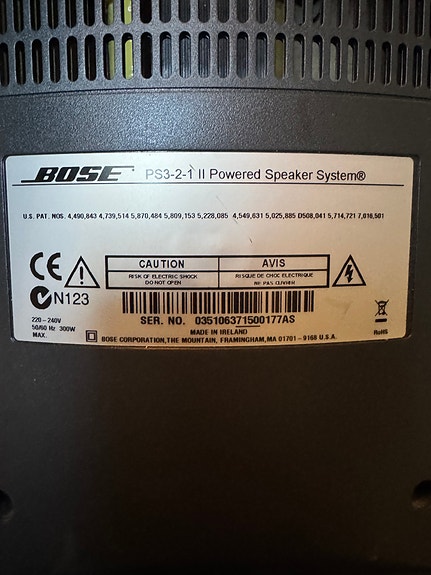 BOSE PS3-2-1 II Powered Speaker System®
U.S. PAT. NOS. 4,490,843 4,739,514 5,870,484 5,809,153 5,228,085 4,549,631 5,025,885 D508,041 5,714,721 7,016,501
CE
CAUTION AVIS
RISK OF ELECTRIC SHOCK
DO NOT OPEN
RISQUE DE CHOC ELECTRIQUE
NE PAS OUVRIR
N123
SER. NO. 035106371500177AS
220 - 240V
50/60 Hz 300W
MAX.
MADE IN IRELAND
BOSE CORPORATION, THE MOUNTAIN, FRAMINGHAM, MA 01701 - 9168 U.S.A.
RoHS